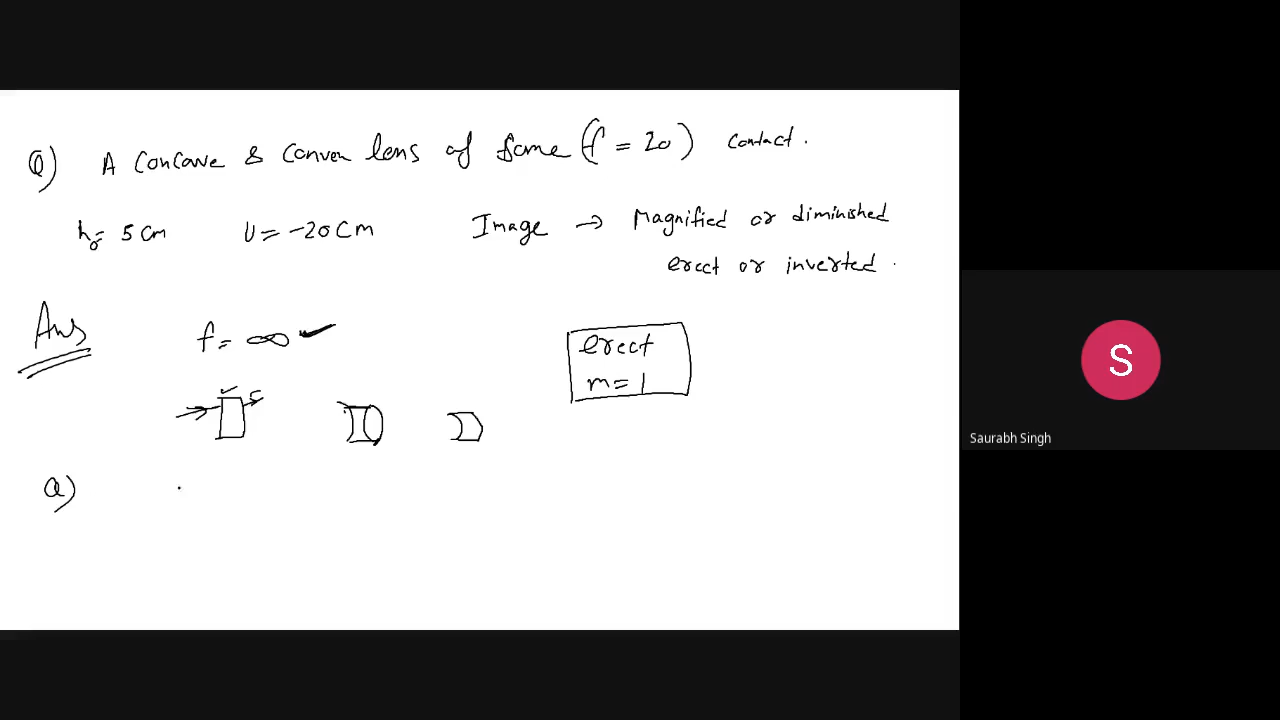 Q) A Concave & Convex lens of same (f = 20) Contact.
h₀ = 5 Cm U = -20 Cm Image → Magnified or diminished
erect or inverted.
Ans f = ∞ ✓
erect
m = 1
Q)
S
Saurabh Singh